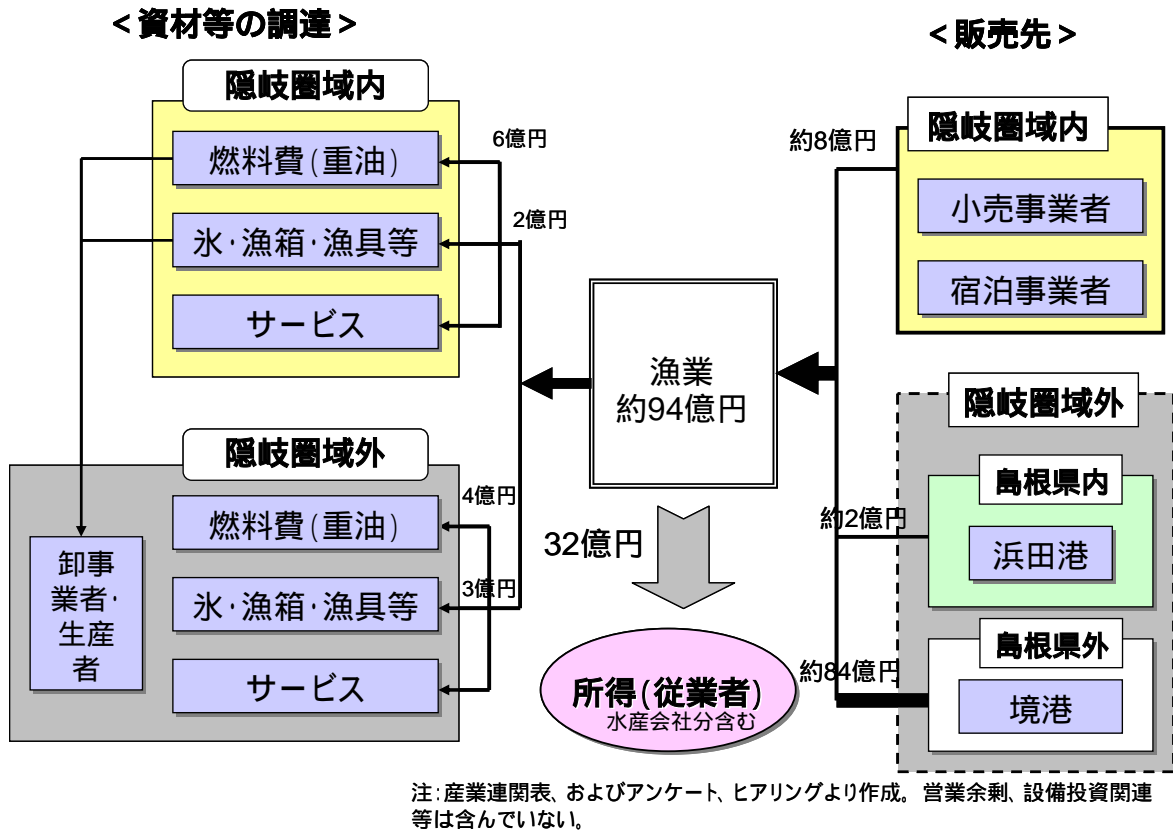 ＜資材等の調達＞
隠岐圏域内
燃料費（重油）
6億円
氷・漁箱・漁具等
2億円
サービス
隠岐圏域外
燃料費（重油）
4億円
氷・漁箱・漁具等
3億円
サービス
卸事
業者・
生産
者
漁業
約94億円
32億円
所得（従業者）
水産会社分含む
＜販売先＞
約8億円
隠岐圏域内
小売事業者
宿泊事業者
隠岐圏域外
島根県内
約2億円
浜田港
島根県外
約84億円
境港
注：産業連関表、およびアンケート、ヒアリングより作成。営業余剰、設備投資関連
等は含んでいない。